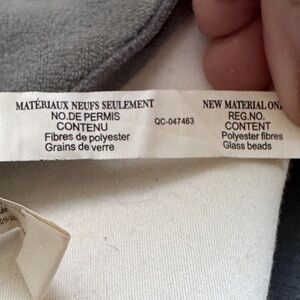 MATÉRIAUX NEUFS SEULEMENT
NO.DE PERMIS
CONTENU
Fibres de polyester
Grains de verre
QC-047463
NEW MATERIAL
REG.NO.
CONTENT
Polyester fibres
Glass beads